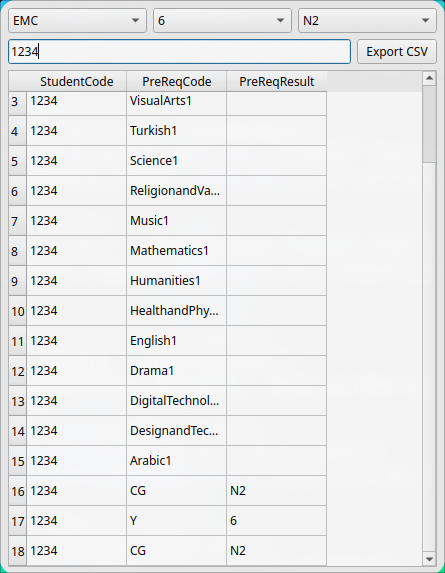 EMC 6 N2
1234 Export CSV
StudentCode PreReqCode PreReqResult
3 1234 VisualArts1
4 1234 Turkish1
5 1234 Science1
6 1234 ReligionandVa...
7 1234 Music1
8 1234 Mathematics1
9 1234 Humanities1
10 1234 HealthandPhy...
11 1234 English1
12 1234 Drama1
13 1234 DigitalTechnol...
14 1234 DesignandTec...
15 1234 Arabic1
16 1234 CG N2
17 1234 Y 6
18 1234 CG N2